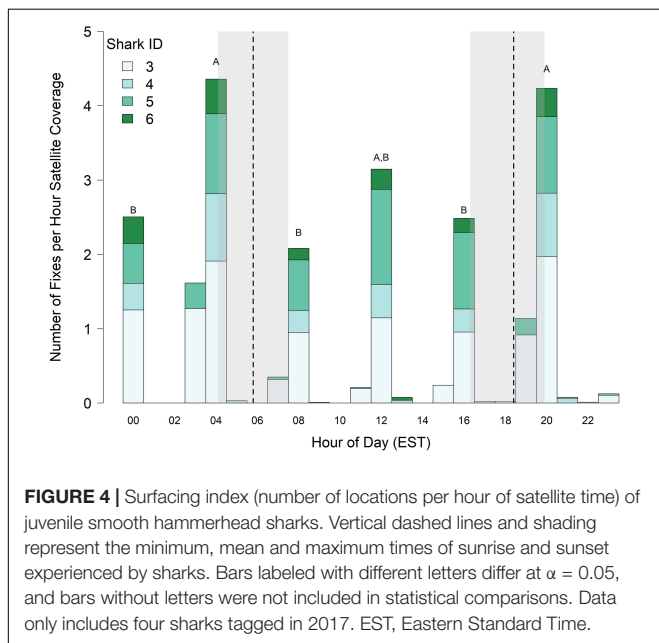 5
4
3
2
1
0
Number of Fixes per Hour Satellite Coverage
Shark ID
3
4
5
6
B
A
B
A,B
B
A
00 02 04 06 08 10 12 14 16 18 20 22
Hour of Day (EST)
FIGURE 4 | Surfacing index (number of locations per hour of satellite time) of
juvenile smooth hammerhead sharks. Vertical dashed lines and shading
represent the minimum, mean and maximum times of sunrise and sunset
experienced by sharks. Bars labeled with different letters differ at α = 0.05,
and bars without letters were not included in statistical comparisons. Data
only includes four sharks tagged in 2017. EST, Eastern Standard Time.